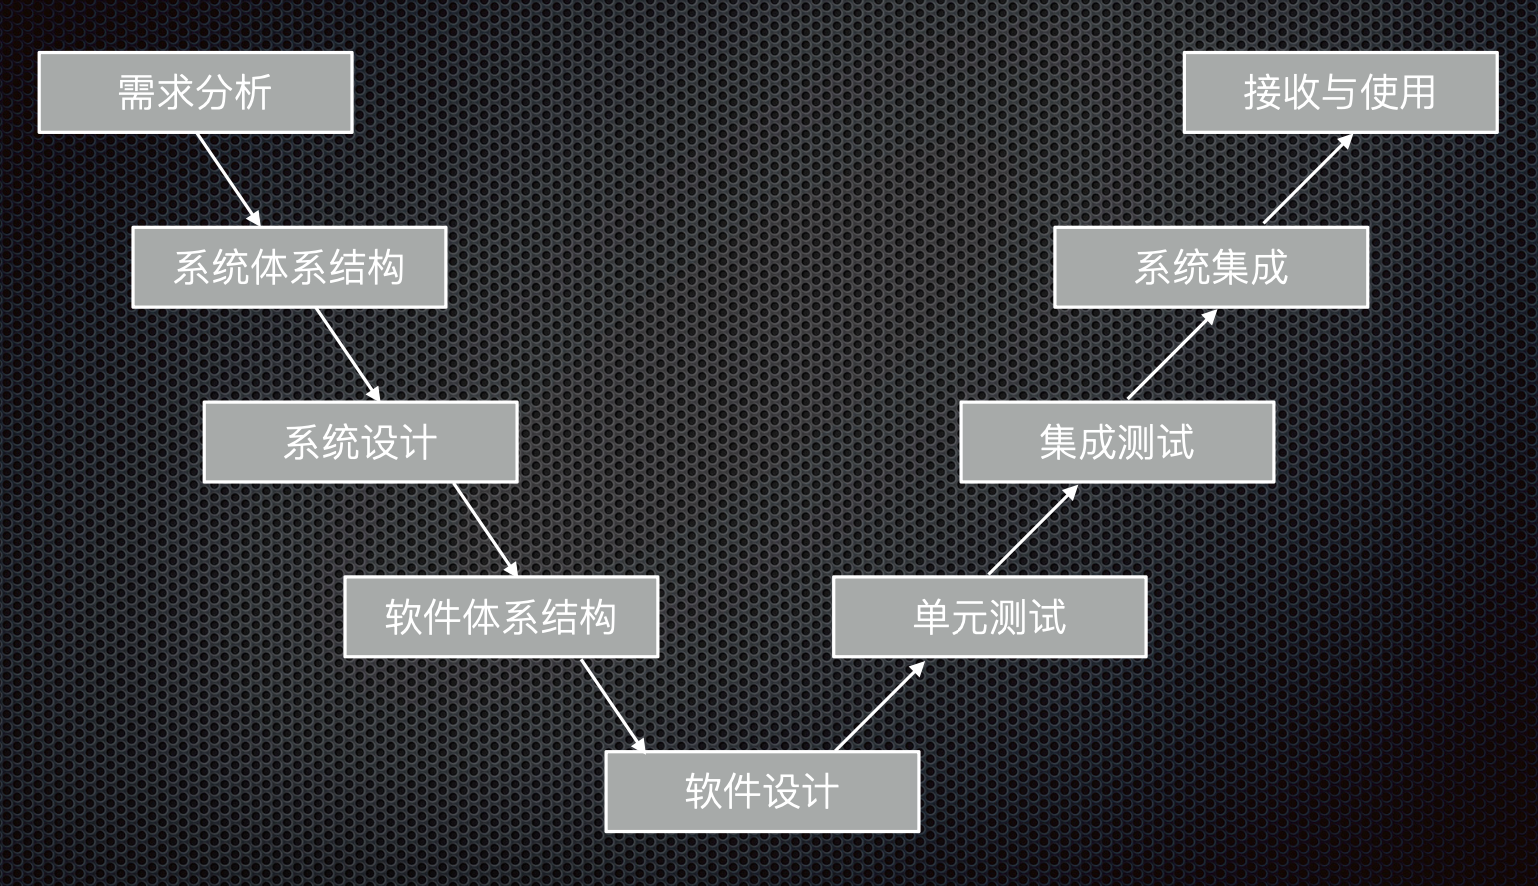 需求分析
接收与使用
系统体系结构
系统集成
系统设计
集成测试
软件体系结构
单元测试
软件设计